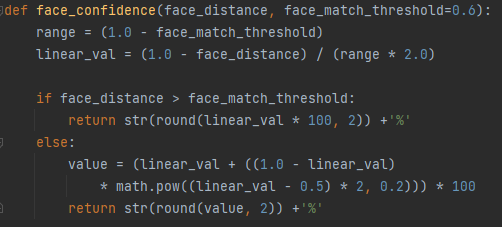 def face_confidence(face_distance, face_match_threshold=0.6):
    range = (1.0 - face_match_threshold)
    linear_val = (1.0 - face_distance) / (range * 2.0)

    if face_distance > face_match_threshold:
        return str(round(linear_val * 100, 2)) +'%'
    else:
        value = (linear_val + ((1.0 - linear_val)
            * math.pow((linear_val - 0.5) * 2, 0.2))) * 100
        return str(round(value, 2)) +'%'